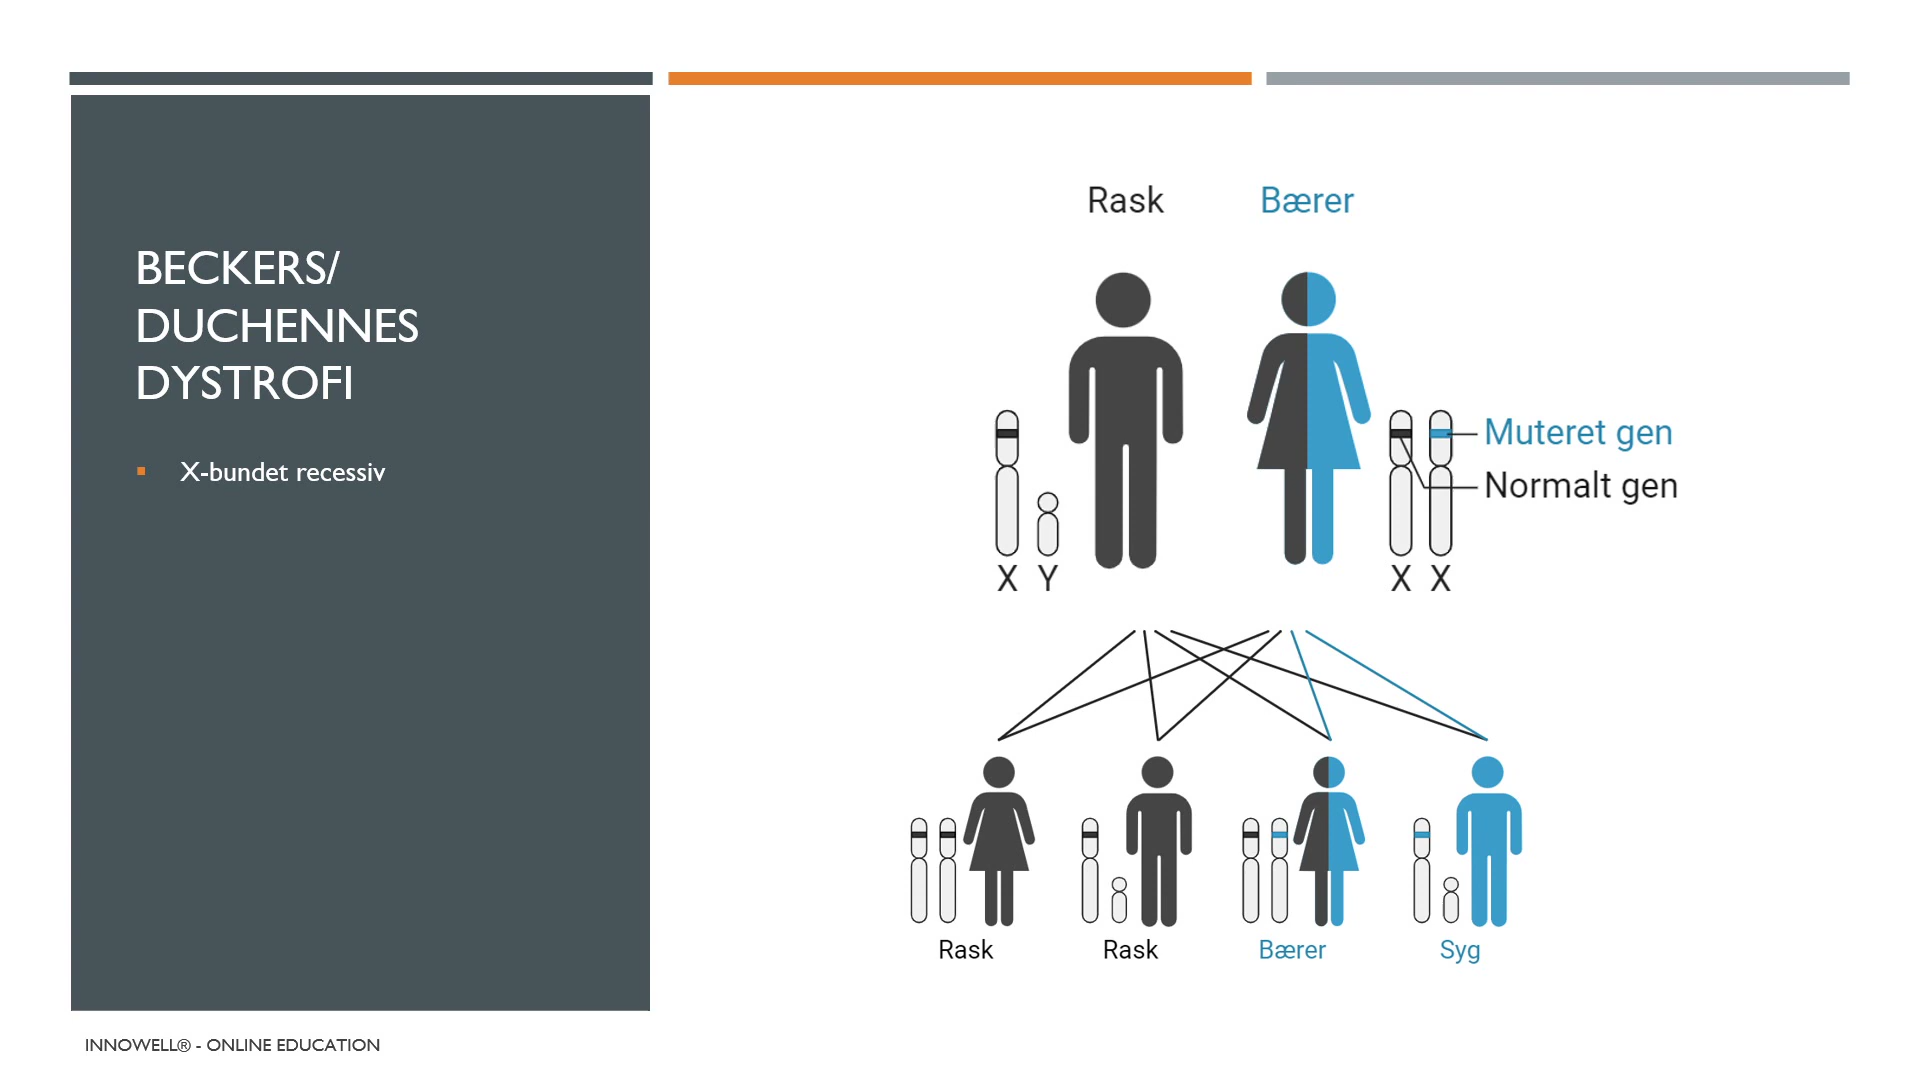 BECKERS/
DUCHENNES
DYSTROFI
X-bundet recessiv
Rask
Bærer
Muteret gen
Normalt gen
X Y
X X
Rask
Rask
Bærer
Syg
INNOWELL® - ONLINE EDUCATION